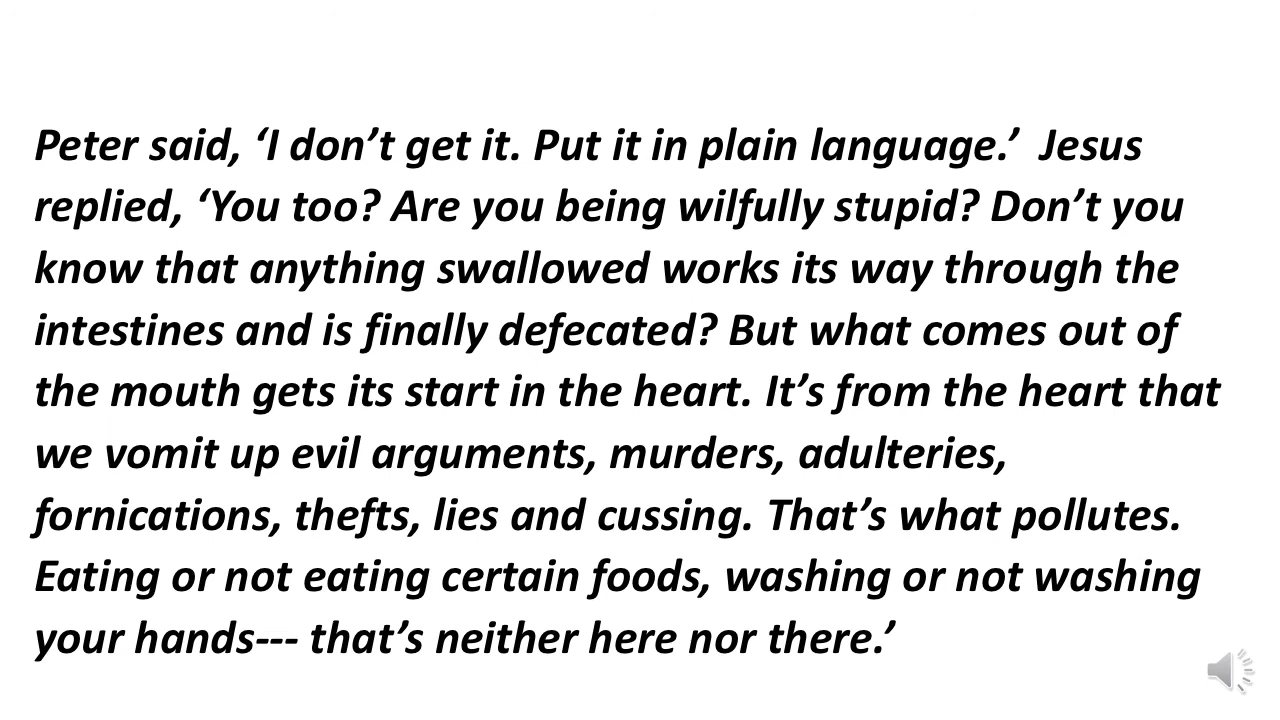 Peter said, ‘I don’t get it. Put it in plain language.’  Jesus
replied, ‘You too? Are you being wilfully stupid? Don’t you
know that anything swallowed works its way through the
intestines and is finally defecated? But what comes out of
the mouth gets its start in the heart. It’s from the heart that
we vomit up evil arguments, murders, adulteries,
fornications, thefts, lies and cussing. That’s what pollutes.
Eating or not eating certain foods, washing or not washing
your hands--- that’s neither here nor there.’